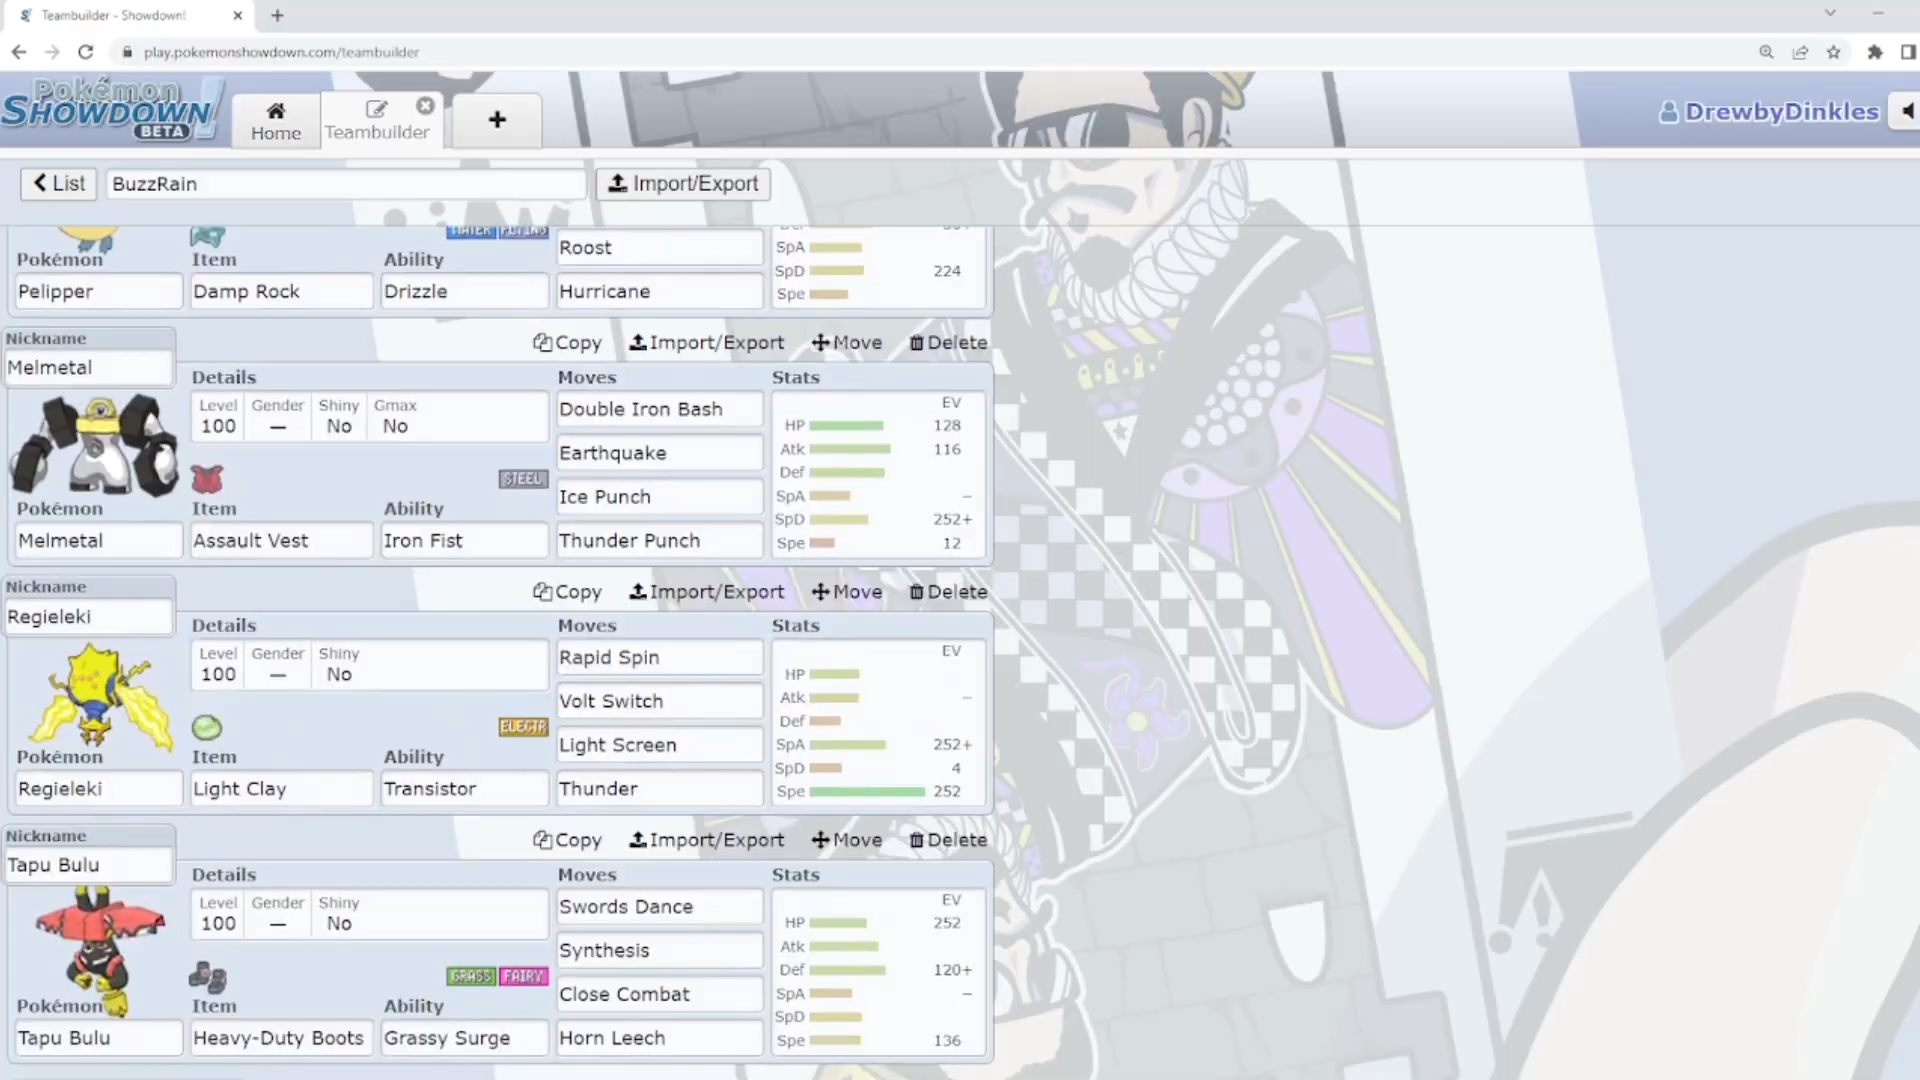 Teambuilder - Showdown!
play.pokemonshowdown.com/teambuilder
Pokémon
SHOWDOWN!
BETA
Home
Teambuilder
DrewbyDinkles
List
BuzzRain
Import/Export
WATER FLYING
Roost
SpA
SpD 224
Spe
Pokémon Item Ability
Pelipper Damp Rock Drizzle Hurricane
Nickname
Melmetal
Copy Import/Export Move Delete
Details Moves Stats
Level Gender Shiny Gmax
100 — No No
EV
HP 128
Atk 116
Def
SpA –
SpD 252+
Spe 12
Double Iron Bash
Earthquake
Ice Punch
Thunder Punch
STEEL
Pokémon Item Ability
Melmetal Assault Vest Iron Fist
Nickname
Regieleki
Copy Import/Export Move Delete
Details Moves Stats
Level Gender Shiny
100 — No
EV
HP
Atk –
Def
SpA 252+
SpD 4
Spe 252
Rapid Spin
Volt Switch
Light Screen
Thunder
ELECTR
Pokémon Item Ability
Regieleki Light Clay Transistor
Nickname
Tapu Bulu
Copy Import/Export Move Delete
Details Moves Stats
Level Gender Shiny
100 — No
EV
HP 252
Atk
Def 120+
SpA –
SpD
Spe 136
Swords Dance
Synthesis
Close Combat
Horn Leech
GRASS FAIRY
Pokémon Item Ability
Tapu Bulu Heavy-Duty Boots Grassy Surge